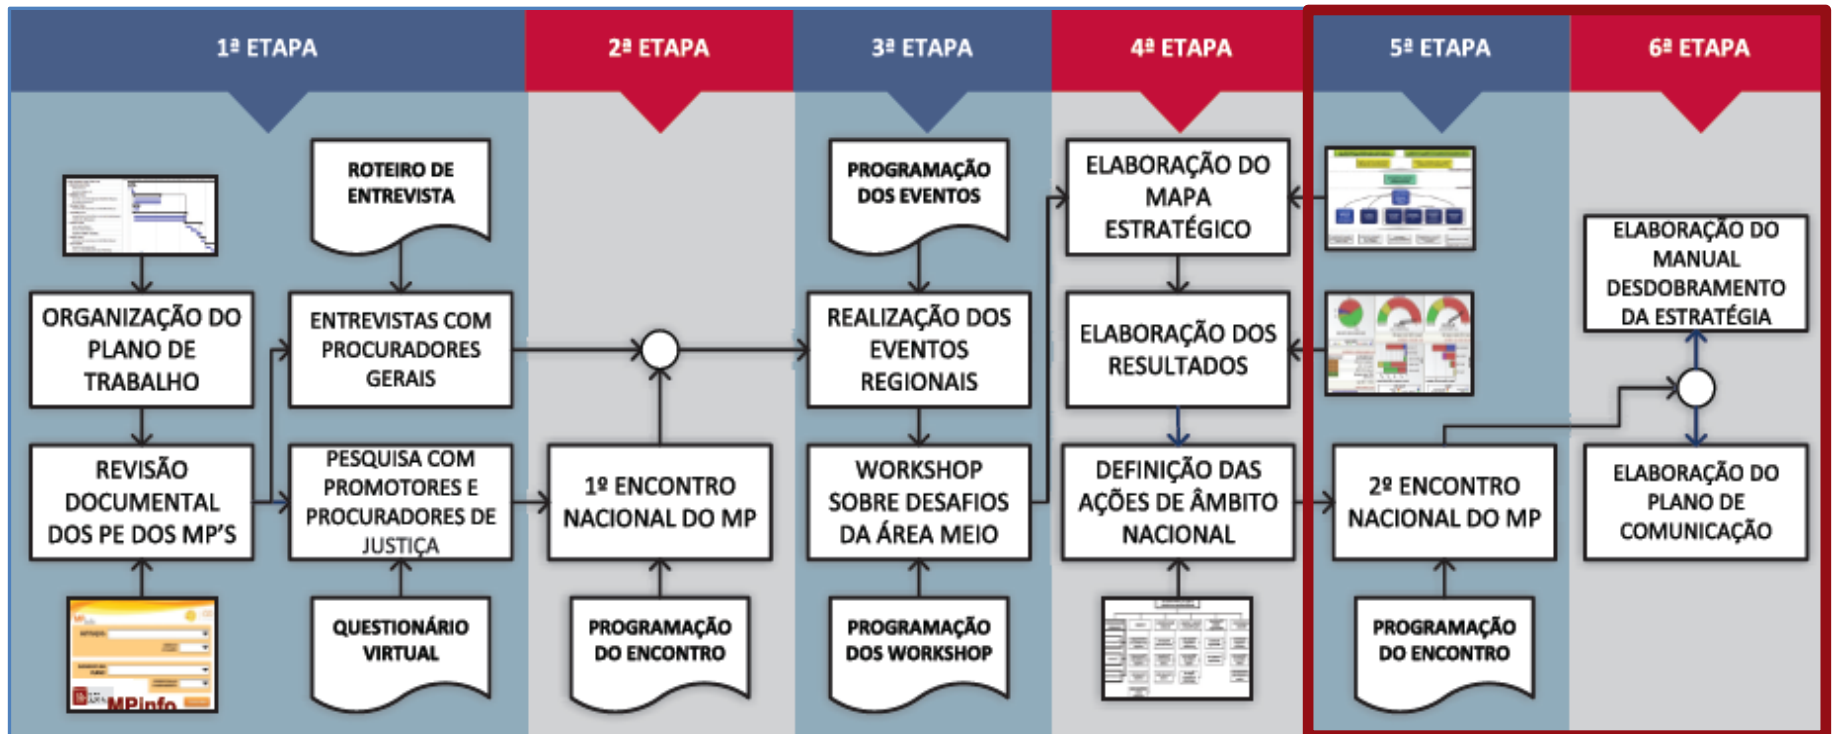 1ª ETAPA
2ª ETAPA
3ª ETAPA
4ª ETAPA
5ª ETAPA
6ª ETAPA
ROTEIRO DE
ENTREVISTA
ORGANIZAÇÃO DO
PLANO DE
TRABALHO
ENTREVISTAS COM
PROCURADORES
GERAIS
REVISÃO
DOCUMENTAL
DOS PE DOS MP'S
PESQUISA COM
PROMOTORES E
PROCURADORES DE
JUSTIÇA
MPinfo
QUESTIONÁRIO
VIRTUAL
1º ENCONTRO
NACIONAL DO MP
PROGRAMAÇÃO
DO ENCONTRO
PROGRAMAÇÃO
DOS EVENTOS
REALIZAÇÃO DOS
EVENTOS
REGIONAIS
WORKSHOP
SOBRE DESAFIOS
DA ÁREA MEIO
PROGRAMAÇÃO
DOS WORKSHOP
ELABORAÇÃO DO
MAPA
ESTRATÉGICO
ELABORAÇÃO DOS
RESULTADOS
DEFINIÇÃO DAS
AÇÕES DE ÂMBITO
NACIONAL
2º ENCONTRO
NACIONAL DO MP
PROGRAMAÇÃO
DO ENCONTRO
ELABORAÇÃO DO
MANUAL
DESDOBRAMENTO
DA ESTRATÉGIA
ELABORAÇÃO DO
PLANO DE
COMUNICAÇÃO